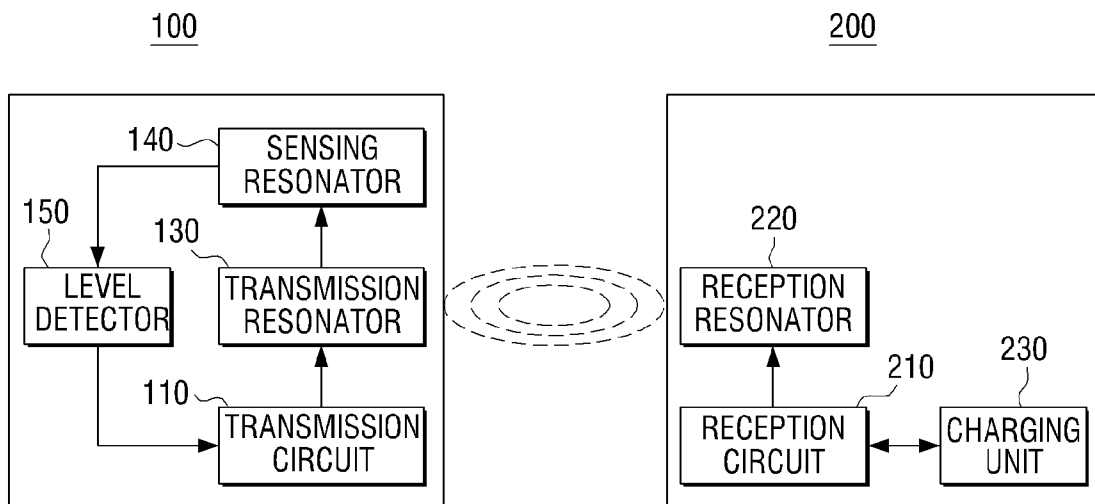 100
200
140
SENSING
RESONATOR
150
LEVEL
DETECTOR
130
TRANSMISSION
RESONATOR
110
TRANSMISSION
CIRCUIT
220
RECEPTION
RESONATOR
210
RECEPTION
CIRCUIT
230
CHARGING
UNIT